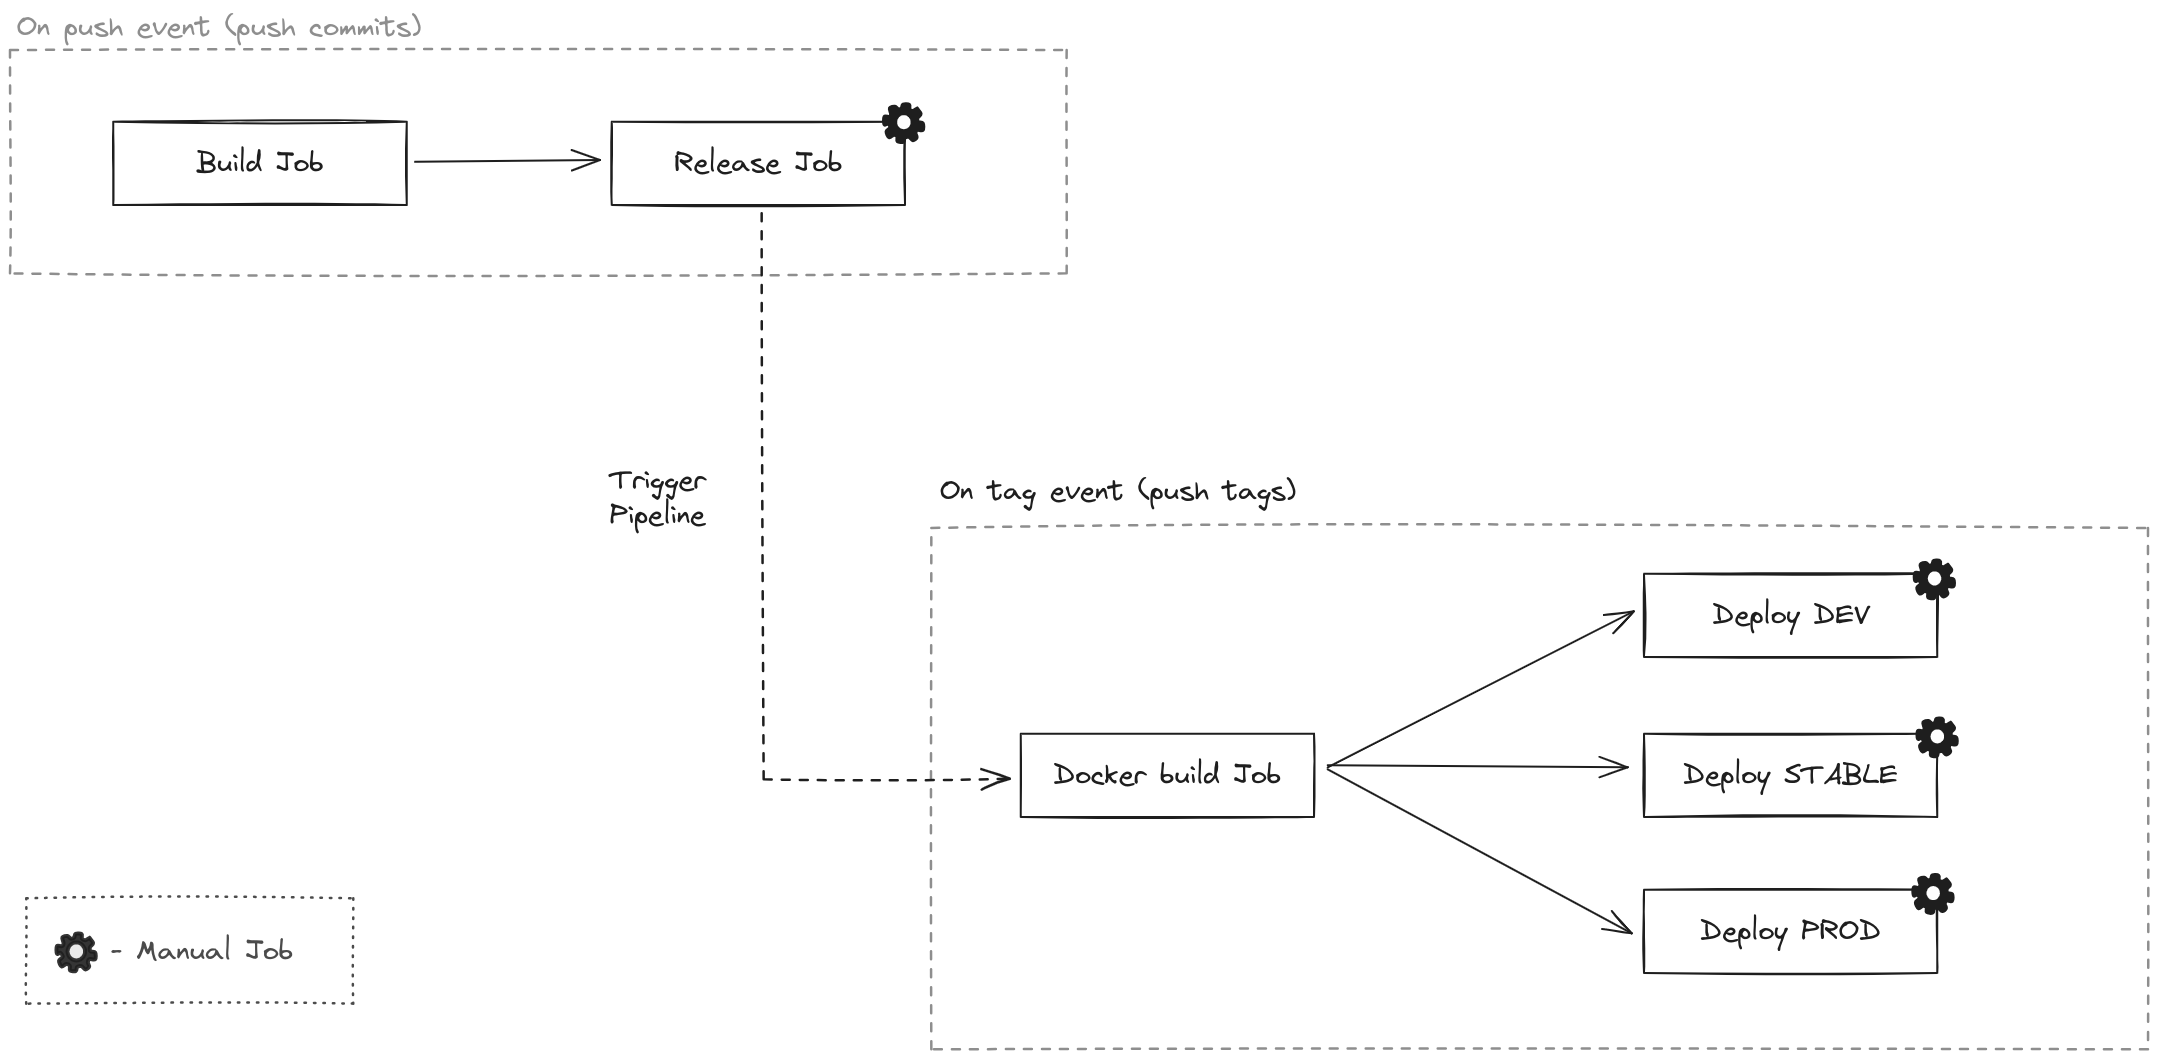 On push event (push commits)
Build Job
Release Job
Trigger
Pipeline
On tag event (push tags)
Deploy DEV
Docker build Job
Deploy STABLE
Deploy PROD
- Manual Job